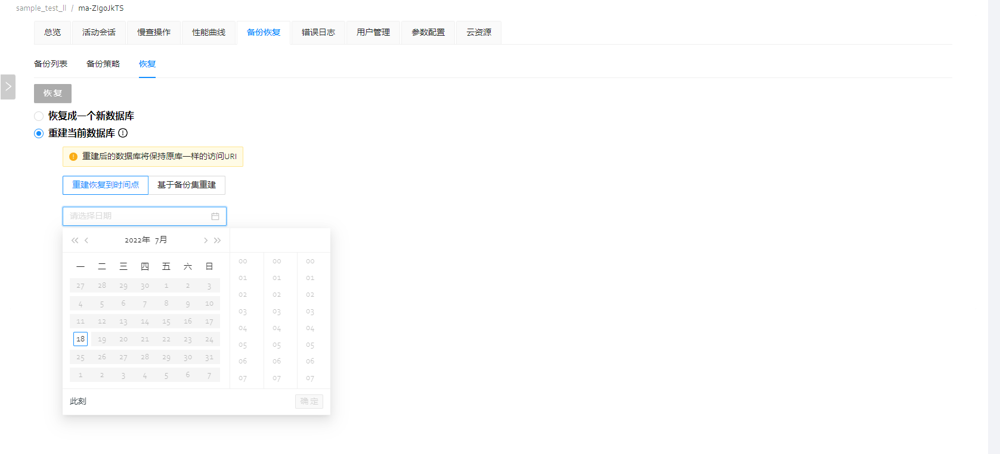 sample_test_ll / ma-ZIgoJkTS
总览 活动会话 慢查操作 性能曲线 备份恢复 错误日志 用户管理 参数配置 云资源
备份列表 备份策略 恢复
恢复
恢复成一个新数据库
重建当前数据库
重建后的数据库将保持原库一样的访问URI
重建恢复到时间点 基于备份集重建
请选择日期
2022年 7月
一 二 三 四 五 六 日
27 28 29 30 1 2 3
4 5 6 7 8 9 10
11 12 13 14 15 16 17
18 19 20 21 22 23 24
25 26 27 28 29 30 31
1 2 3 4 5 6 7
00 00 00
01 01 01
02 02 02
03 03 03
04 04 04
05 05 05
06 06 06
07 07 07
此刻 确定